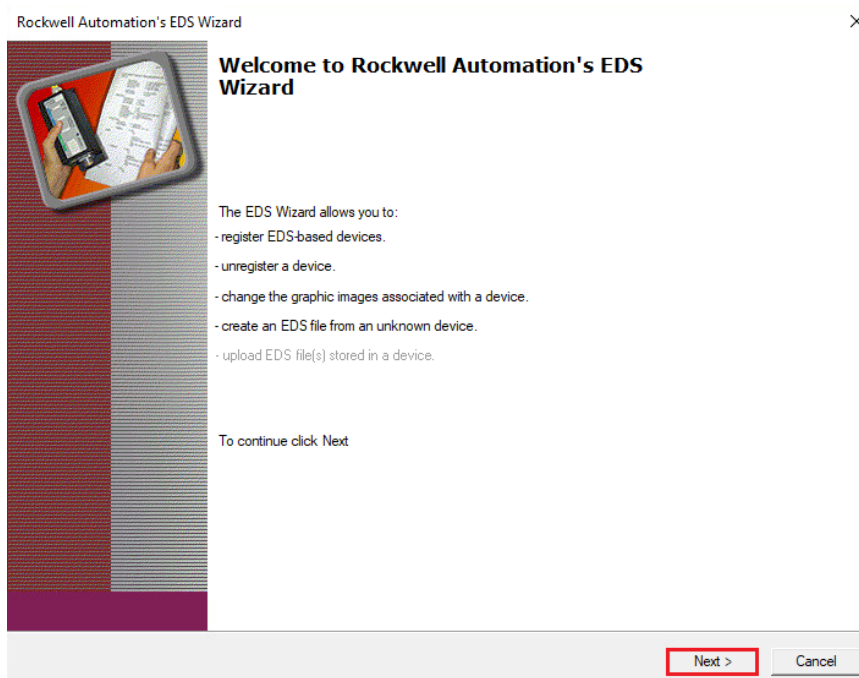 Rockwell Automation's EDS Wizard
Welcome to Rockwell Automation's EDS
Wizard
The EDS Wizard allows you to:
- register EDS-based devices.
- unregister a device.
- change the graphic images associated with a device.
- create an EDS file from an unknown device.
- upload EDS file(s) stored in a device.
To continue click Next
Next >
Cancel